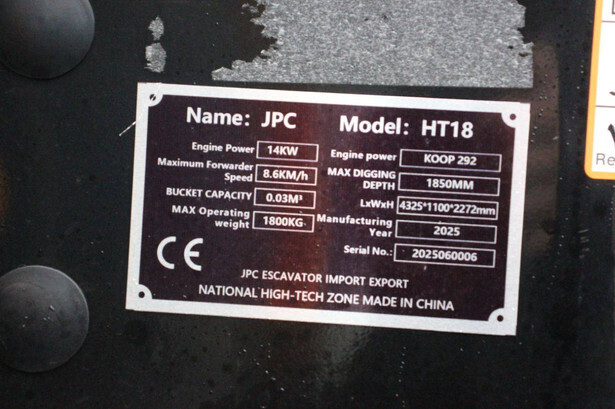 Name: JPC Model: HT18
Engine Power 14KW
Maximum Forwarder Speed 8.6KM/h
BUCKET CAPACITY 0.03M³
MAX Operating weight 1800KG
Engine power KOOP 292
MAX DIGGING DEPTH 1850MM
LxWxH 4325*1100*2272mm
Manufacturing Year 2025
Serial No.: 2025060006
CE
JPC ESCAVATOR IMPORT EXPORT
NATIONAL HIGH-TECH ZONE MADE IN CHINA
Re